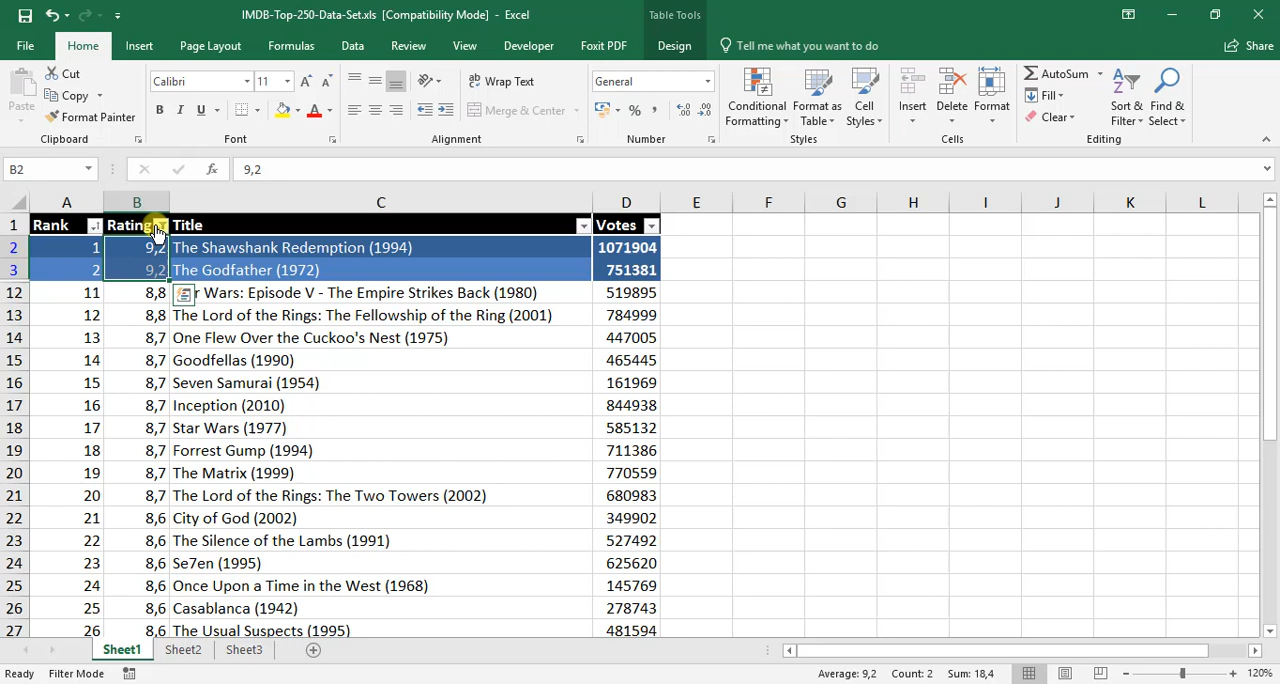 IMDB-Top-250-Data-Set.xls [Compatibility Mode] - Excel
Table Tools
File Home Insert Page Layout Formulas Data Review View Developer Foxit PDF Design Tell me what you want to do Share
Paste
Cut
Copy
Format Painter
Calibri 11
B I U
Wrap Text
Merge & Center
General
Conditional Formatting
Format as Table
Cell Styles
Insert Delete Format
AutoSum
Fill
Clear
Sort & Filter
Find & Select
Clipboard Font Alignment Number Styles Cells Editing
B2 fx 9,2
A B C D E F G H I J K L
1 Rank Rating Title Votes
2 1 9,2 The Shawshank Redemption (1994) 1071904
3 2 9,2 The Godfather (1972) 751381
12 11 8,8 r Wars: Episode V - The Empire Strikes Back (1980) 519895
13 12 8,8 The Lord of the Rings: The Fellowship of the Ring (2001) 784999
14 13 8,7 One Flew Over the Cuckoo's Nest (1975) 447005
15 14 8,7 Goodfellas (1990) 465445
16 15 8,7 Seven Samurai (1954) 161969
17 16 8,7 Inception (2010) 844938
18 17 8,7 Star Wars (1977) 585132
19 18 8,7 Forrest Gump (1994) 711386
20 19 8,7 The Matrix (1999) 770559
21 20 8,7 The Lord of the Rings: The Two Towers (2002) 680983
22 21 8,6 City of God (2002) 349902
23 22 8,6 The Silence of the Lambs (1991) 527492
24 23 8,6 Se7en (1995) 625620
25 24 8,6 Once Upon a Time in the West (1968) 145769
26 25 8,6 Casablanca (1942) 278743
27 26 8,6 The Usual Suspects (1995) 481594
Sheet1 Sheet2 Sheet3
Ready Filter Mode Average: 9,2 Count: 2 Sum: 18,4 120%